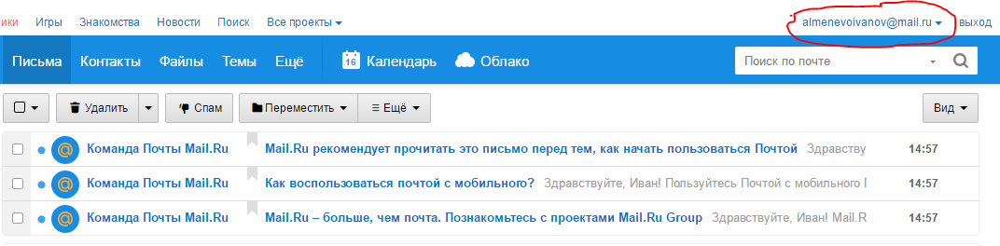 ики Игры Знакомства Новости Поиск Все проекты almenevoivanov@mail.ru выход
Письма Контакты Файлы Темы Ещё 16 Календарь Облако Поиск по почте
Удалить Спам Переместить Ещё Вид
Команда Почты Mail.Ru Mail.Ru рекомендует прочитать это письмо перед тем, как начать пользоваться Почтой Здравству 14:57
Команда Почты Mail.Ru Как воспользоваться почтой с мобильного? Здравствуйте, Иван! Пользуйтесь Почтой с мобильного 14:57
Команда Почты Mail.Ru Mail.Ru – больше, чем почта. Познакомьтесь с проектами Mail.Ru Group Здравствуйте, Иван! Mail.R 14:57